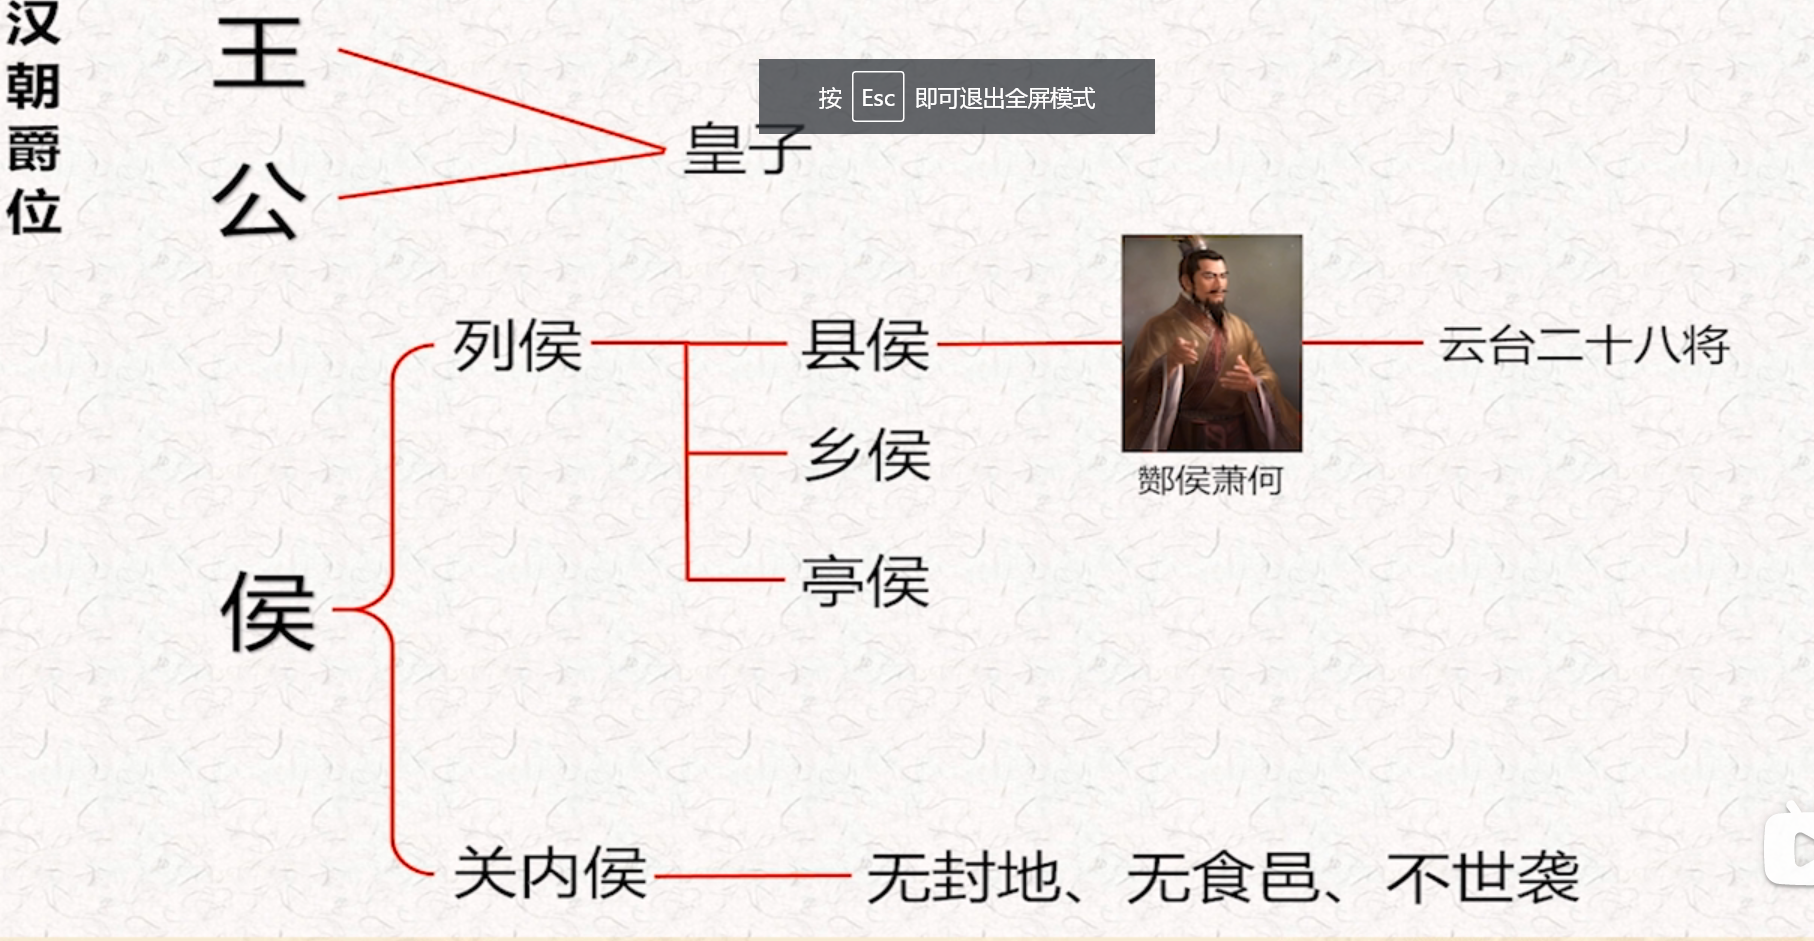 汉朝爵位
王
按 Esc 即可退出全屏模式
皇子
公
列侯
县侯
云台二十八将
乡侯
酇侯萧何
亭侯
侯
关内侯
无封地、无食邑、不世袭